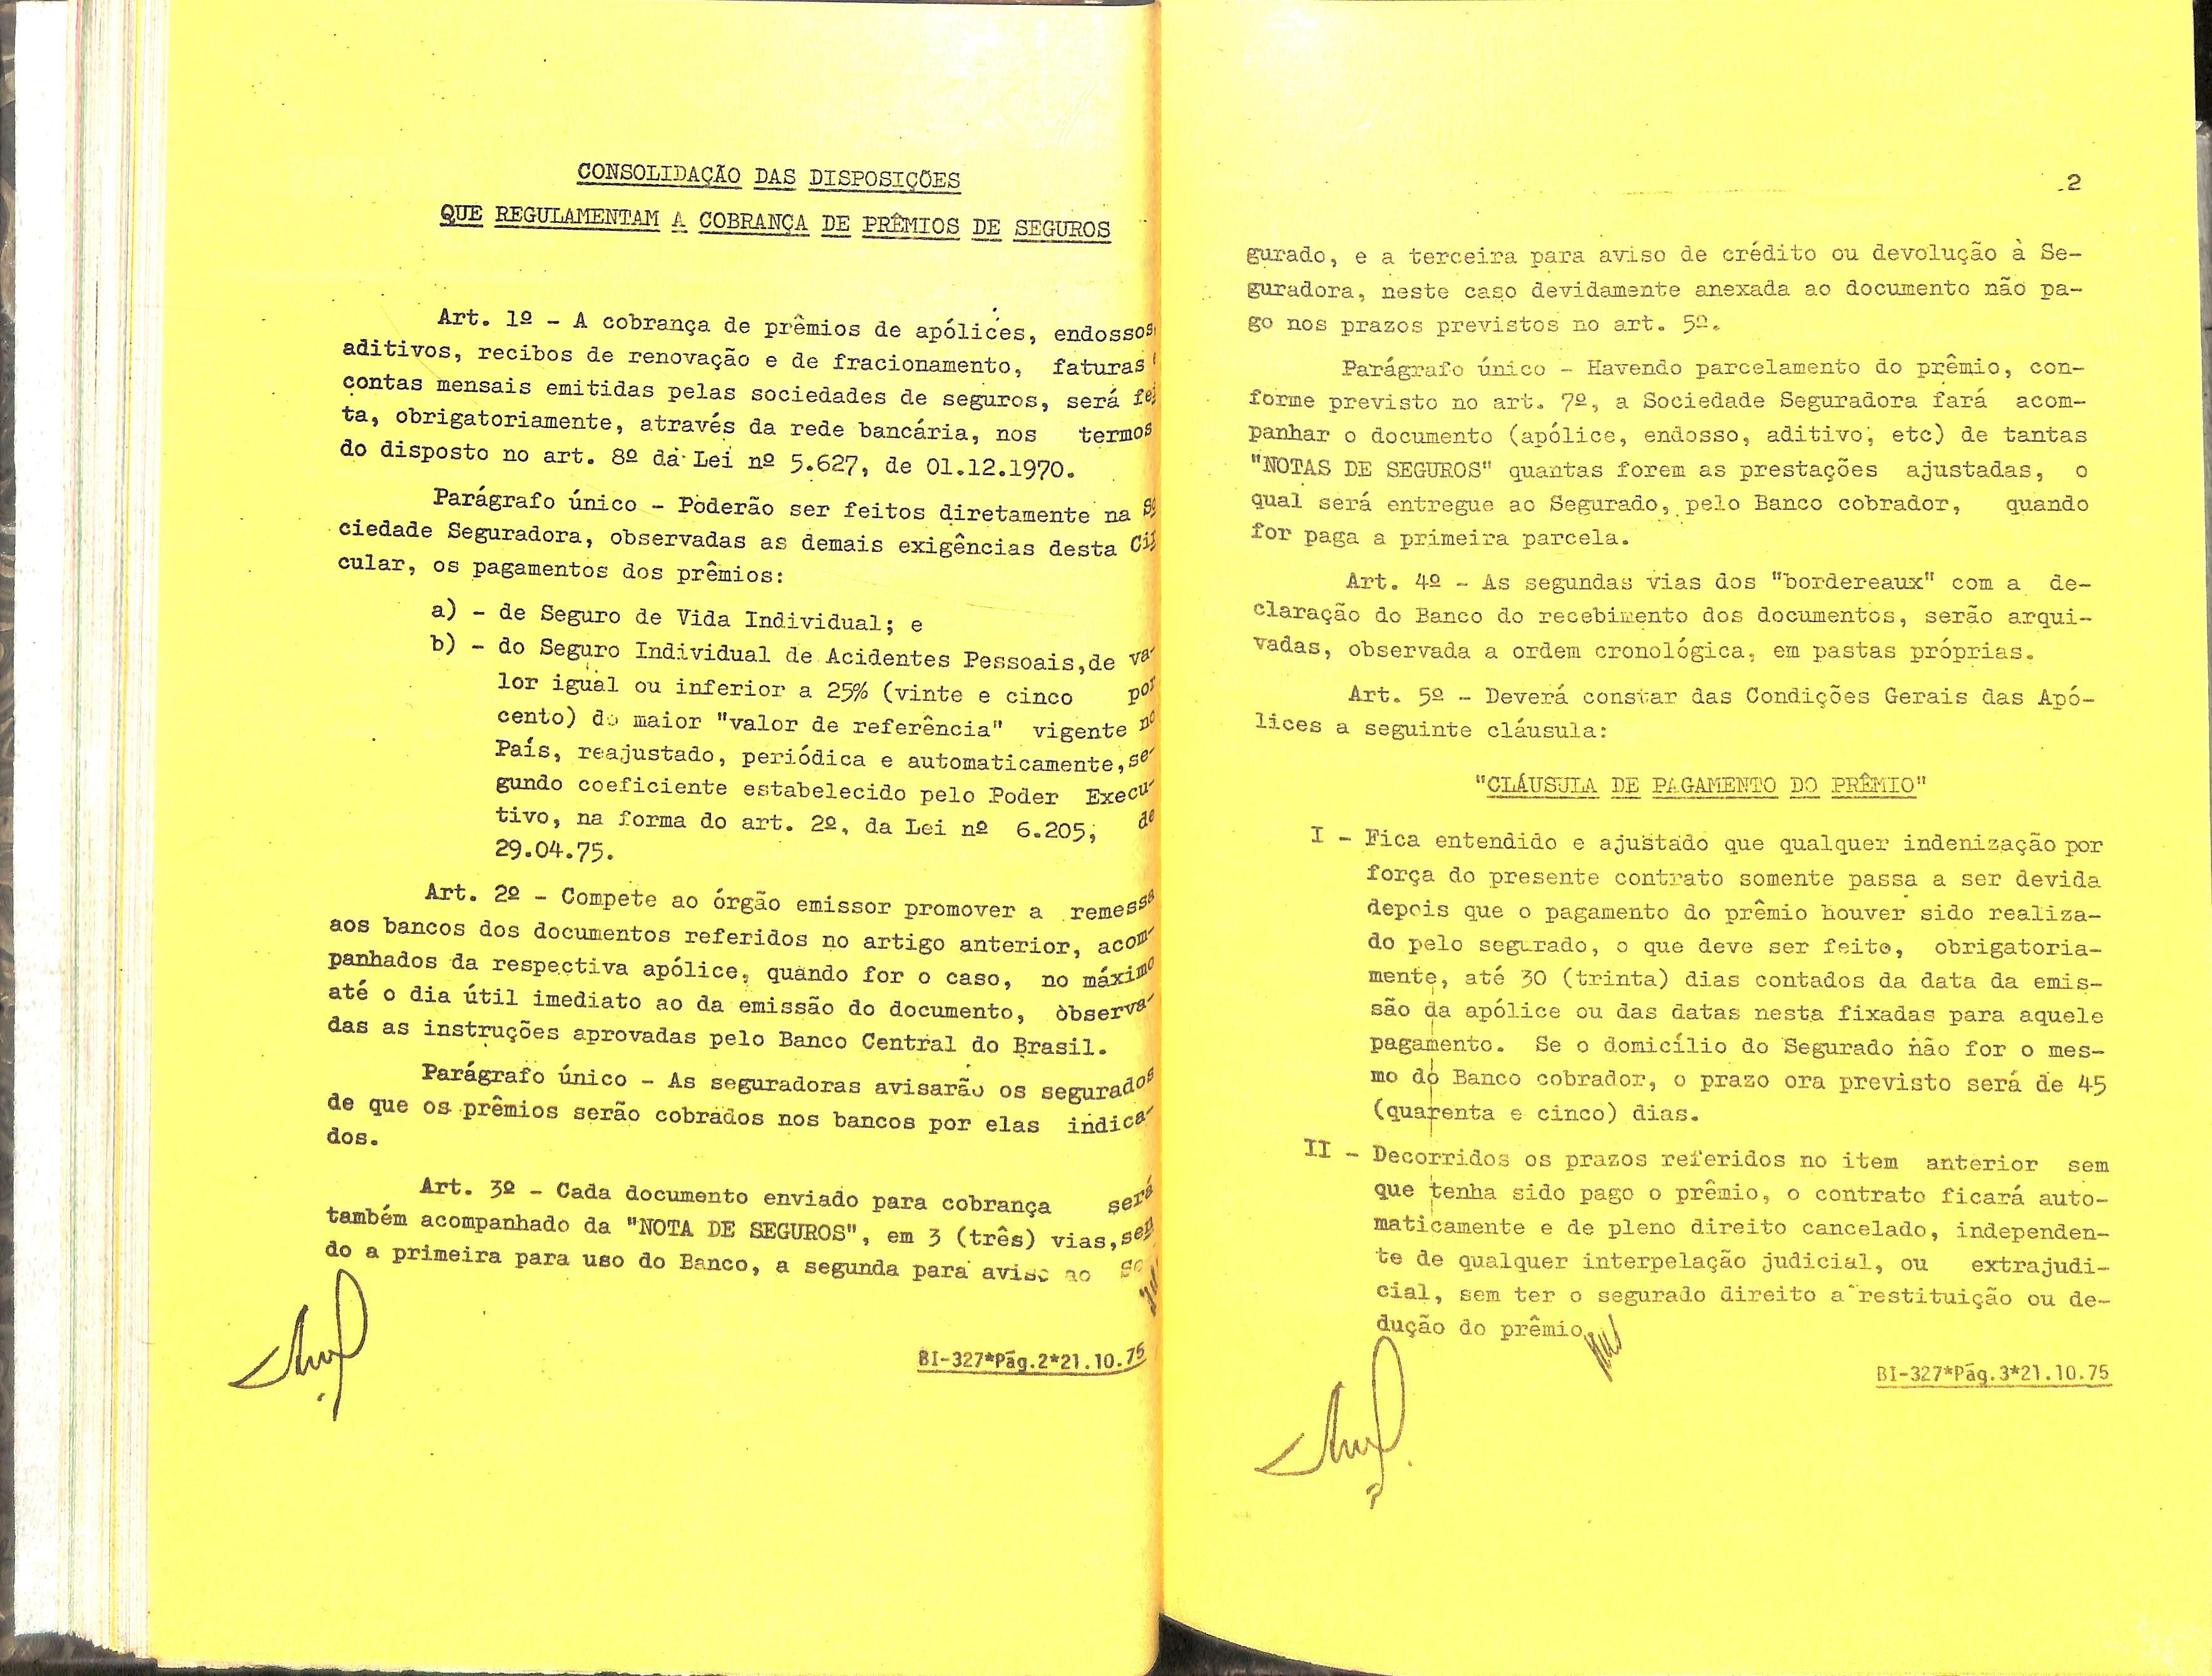 CONSOLIDAÇÃO DAS DISPOSIÇÕES
QUE REGULAMENTAM A COBRANÇA DE PRÊMIOS DE SEGUROS
Art. 1º - A cobrança de prêmios de apólices, endossos,
aditivos, recibos de renovação e de fracionamento, faturas
contas mensais emitidas pelas sociedades de seguros, será fei
ta, obrigatoriamente, através da rede bancária, nos termos
do disposto no art. 8º da Lei nº 5.627, de 01.12.1970.
Parágrafo único - Poderão ser feitos diretamente na So
ciedade Seguradora, observadas as demais exigências desta Cir
cular, os pagamentos dos prêmios:
a) - de Seguro de Vida Individual; e
b) - do Seguro Individual de Acidentes Pessoais,de va-
lor igual ou inferior a 25% (vinte e cinco por
cento) do maior "valor de referência" vigente no
País, reajustado, periódica e automaticamente,se-
gundo coeficiente estabelecido pelo Poder Execu-
tivo, na forma do art. 2º, da Lei nº 6.205, de
29.04.75.
Art. 2º - Compete ao órgão emissor promover a remessa
aos bancos dos documentos referidos no artigo anterior, acom-
panhados da respectiva apólice, quando for o caso, no máximo
até o dia útil imediato ao da emissão do documento, observa-
das as instruções aprovadas pelo Banco Central do Brasil.
Parágrafo único - As seguradoras avisarão os segurados
de que os prêmios serão cobrados nos bancos por elas indica-
dos.
Art. 3º - Cada documento enviado para cobrança será
também acompanhado da "NOTA DE SEGUROS", em 3 (três) vias,sen
do a primeira para uso do Banco, a segunda para aviso ao Se
BI-327*Pág.2*21.10.75
.2
gurado, e a terceira para aviso de crédito ou devolução à Se-
guradora, neste caso devidamente anexada ao documento não pa-
go nos prazos previstos no art. 5º.
Parágrafo único - Havendo parcelamento do prêmio, con-
forme previsto no art. 7º, a Sociedade Seguradora fará acom-
panhar o documento (apólice, endosso, aditivo, etc) de tantas
"NOTAS DE SEGUROS" quantas forem as prestações ajustadas, o
qual será entregue ao Segurado, pelo Banco cobrador, quando
for paga a primeira parcela.
Art. 4º - As segundas vias dos "bordereaux" com a de-
claração do Banco do recebimento dos documentos, serão arqui-
vadas, observada a ordem cronológica, em pastas próprias.
Art. 5º - Deverá constar das Condições Gerais das Apó-
lices a seguinte cláusula:
"CLÁUSULA DE PAGAMENTO DO PRÊMIO"
I - Fica entendido e ajustado que qualquer indenização por
força do presente contrato somente passa a ser devida
depois que o pagamento do prêmio houver sido realiza-
do pelo segurado, o que deve ser feito, obrigatoria-
mente, até 30 (trinta) dias contados da data da emis-
são da apólice ou das datas nesta fixadas para aquele
pagamento. Se o domicílio do Segurado não for o mes-
mo do Banco cobrador, o prazo ora previsto será de 45
(quarenta e cinco) dias.
II - Decorridos os prazos referidos no item anterior sem
que tenha sido pago o prêmio, o contrato ficará auto-
maticamente e de pleno direito cancelado, independen-
te de qualquer interpelação judicial, ou extrajudi-
cial, sem ter o segurado direito a restituição ou de-
dução do prêmio.
BI-327*Pág.3*21.10.75